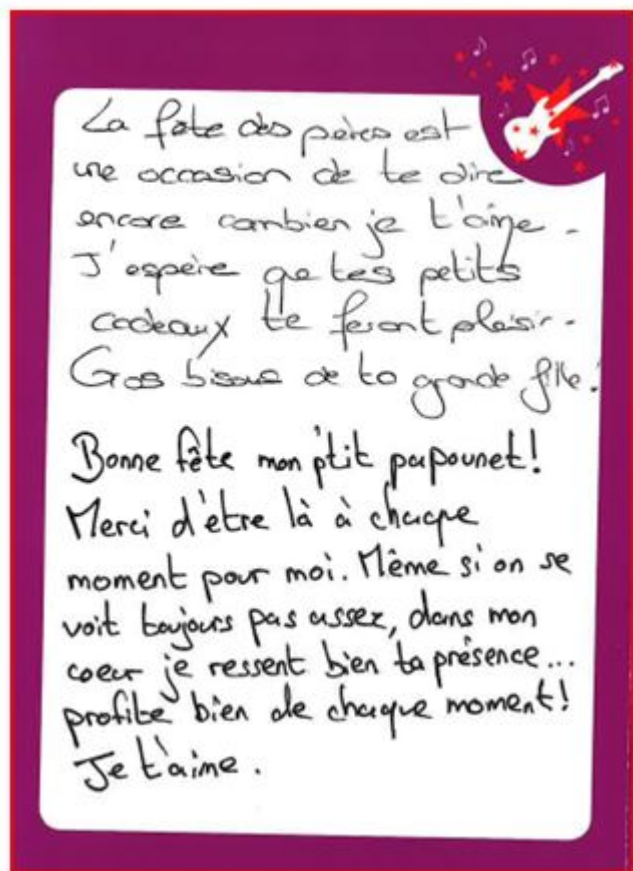 La fête des pères est
une occasion de te dire
encore combien je t'aime.
J'espère que tes petits
cadeaux te feront plaisir.
Gros bisous de ta grande fille!
Bonne fête mon p'tit papounet!
Merci d'être là à chaque
moment pour moi. Même si on se
voit toujours pas assez, dans mon
coeur je ressent bien ta présence...
profite bien de chaque moment!
Je t'aime.